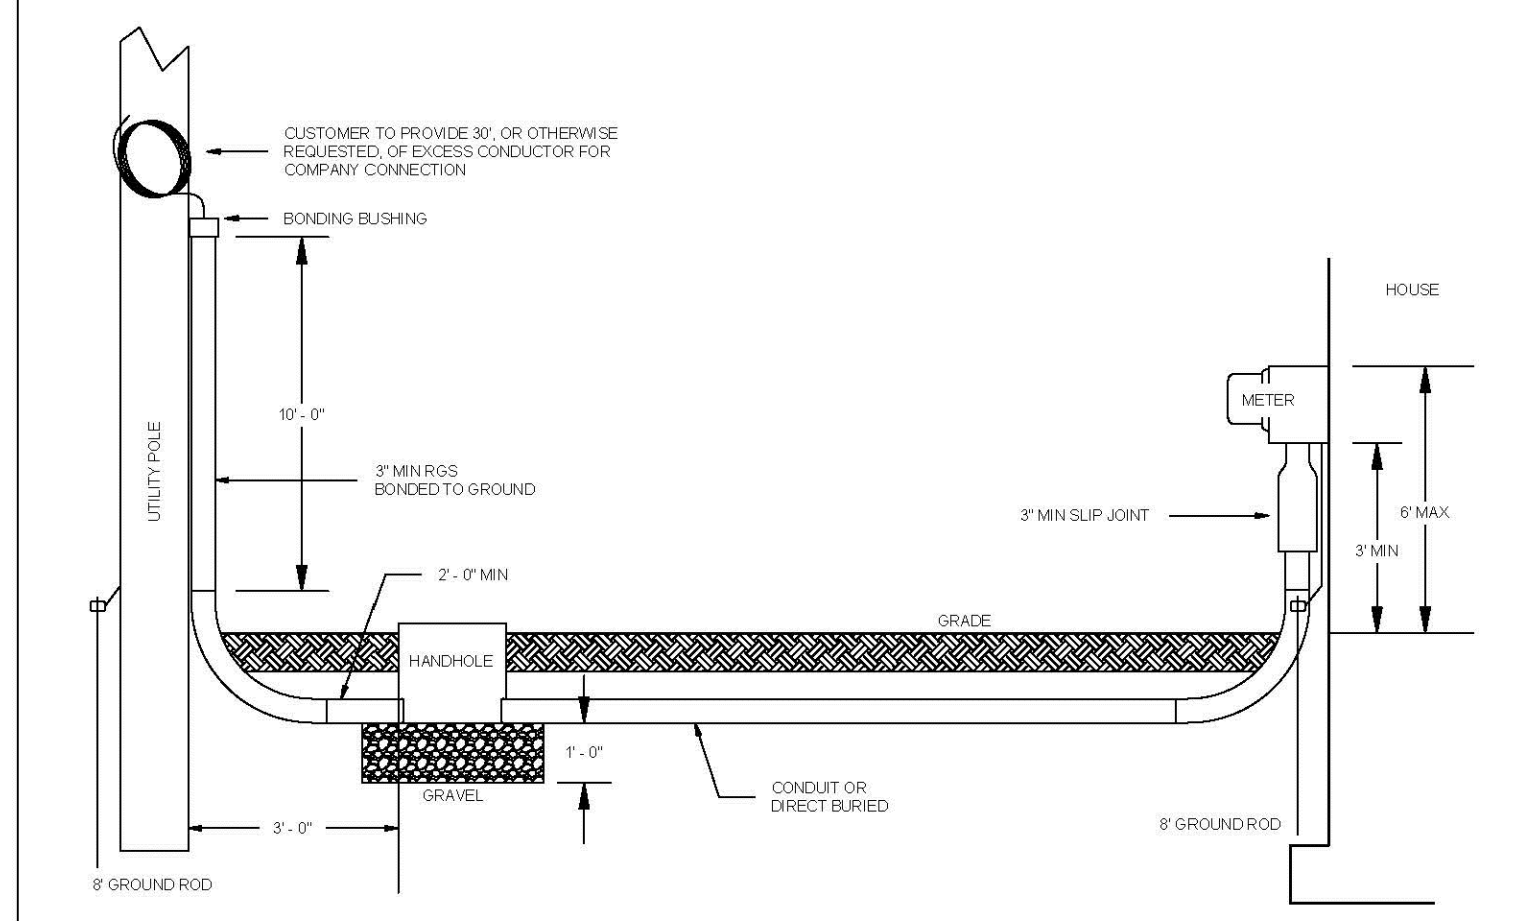 CUSTOMER TO PROVIDE 30', OR OTHERWISE
REQUESTED, OF EXCESS CONDUCTOR FOR
COMPANY CONNECTION
BONDING BUSHING
HOUSE
METER
10' - 0"
UTILITY POLE
3" MIN RGS
BONDED TO GROUND
3" MIN SLIP JOINT
6' MAX
3' MIN
2' - 0" MIN
GRADE
HANDHOLE
1' - 0"
GRAVEL
CONDUIT OR
DIRECT BURIED
3' - 0"
8' GROUND ROD
8' GROUND ROD